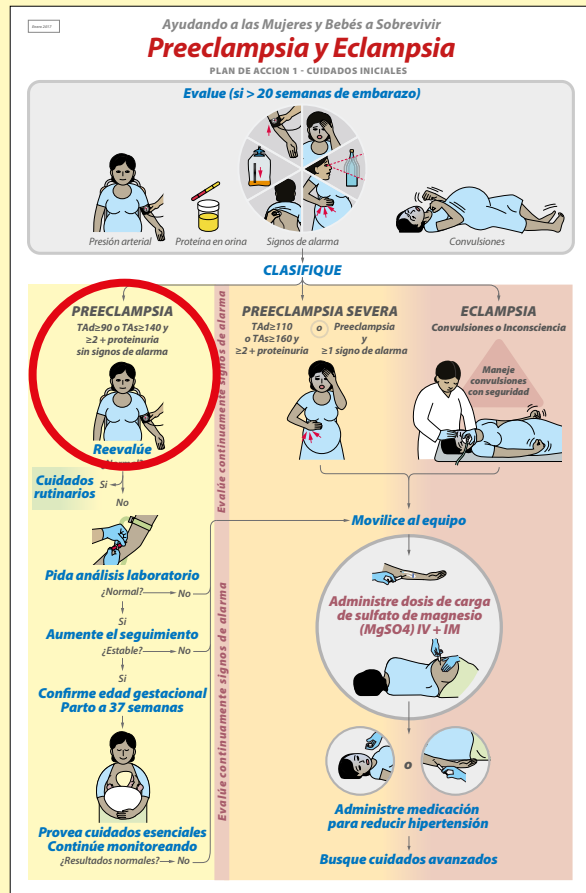 Enero 2017
Ayudando a las Mujeres y Bebés a Sobrevivir
Preeclampsia y Eclampsia
PLAN DE ACCION 1 - CUIDADOS INICIALES
Evalue (si > 20 semanas de embarazo)
Presión arterial
Proteína en orina
Signos de alarma
Convulsiones
CLASIFIQUE
PREECLAMPSIA
TAd≥90 o TAs≥140 y
≥2 + proteinuria
sin signos de alarma
Reevalúe
¿Normal?
Si
Cuidados
rutinarios
No
Pida análisis laboratorio
¿Normal?
No
Si
Aumente el seguimiento
¿Estable?
No
Si
Confirme edad gestacional
Parto a 37 semanas
Provea cuidados esenciales
Continúe monitoreando
¿Resultados normales?
No
Evalúe continuamente signos de alarma
Evalúe continuamente signos de alarma
PREECLAMPSIA SEVERA
TAd≥110
o TAs≥160 y
≥2 + proteinuria
o
Preeclampsia
y
≥1 signo de alarma
ECLAMPSIA
Convulsiones o Inconsciencia
Maneje
convulsiones
con seguridad
Movilice al equipo
Administre dosis de carga
de sulfato de magnesio
(MgSO4) IV + IM
o
Administre medicación
para reducir hipertensión
Busque cuidados avanzados